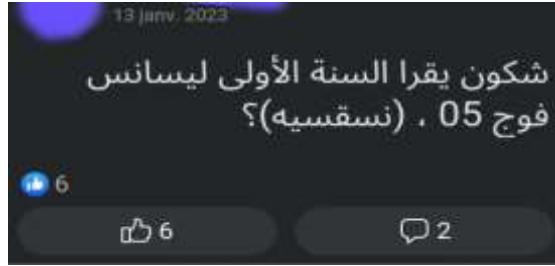 13 janv. 2023
شكون يقرا السنة الأولى ليسانس
فوج 05 ، (نسقسيه)؟
6
6
2